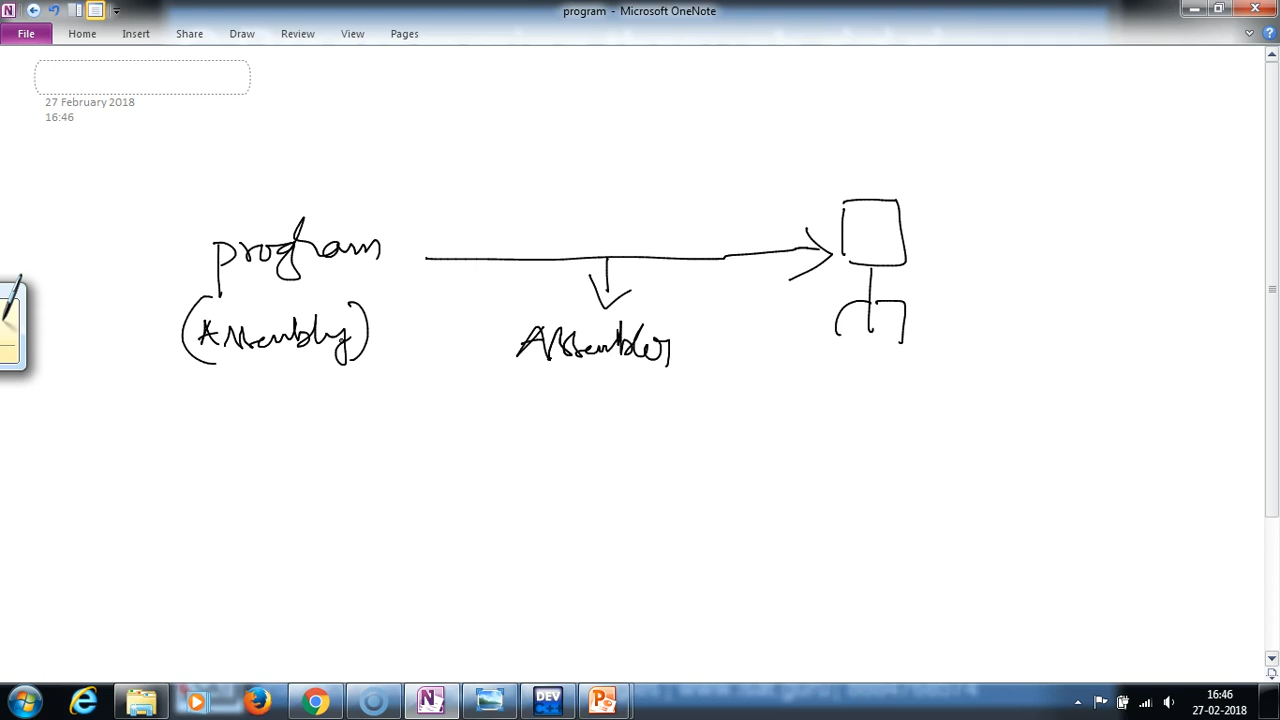 program - Microsoft OneNote
File Home Insert Share Draw Review View Pages
27 February 2018
16:46
program
(Assembly)
Assembler
DEV
C++
16:46
27-02-2018